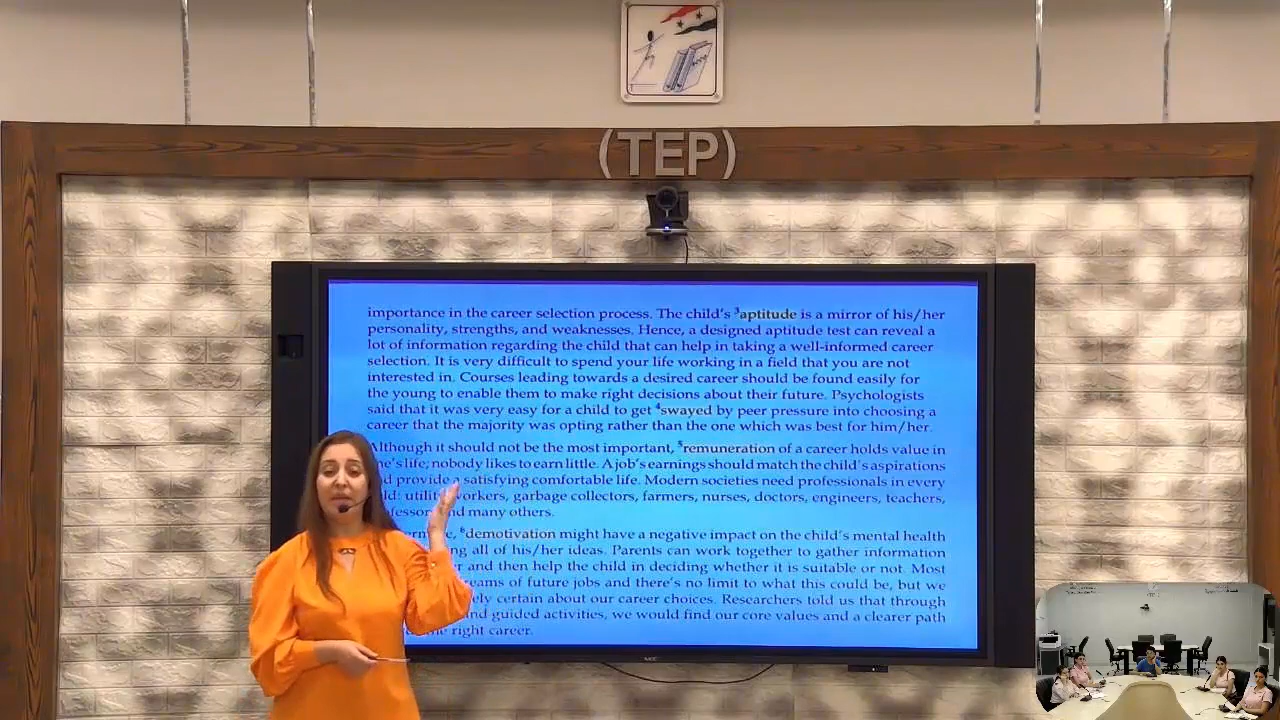 (TEP)
importance in the career selection process. The child's ³aptitude is a mirror of his/her
personality, strengths, and weaknesses. Hence, a designed aptitude test can reveal a
lot of information regarding the child that can help in taking a well-informed career
selection. It is very difficult to spend your life working in a field that you are not
interested in. Courses leading towards a desired career should be found easily for
the young to enable them to make right decisions about their future. Psychologists
said that it was very easy for a child to get ⁴swayed by peer pressure into choosing a
career that the majority was opting rather than the one which was best for him/her.
Although it should not be the most important, ⁵remuneration of a career holds value in
life; nobody likes to earn little. A job's earnings should match the child's aspirations
provide a satisfying comfortable life. Modern societies need professionals in every
garbage collectors, farmers, nurses, doctors, engineers, teachers,
and many others.
⁶demotivation might have a negative impact on the child's mental health
all of his/her ideas. Parents can work together to gather information
and then help the child in deciding whether it is suitable or not. Most
of future jobs and there's no limit to what this could be, but we
certain about our career choices. Researchers told us that through
and guided activities, we would find our core values and a clearer path
right career.
NEC